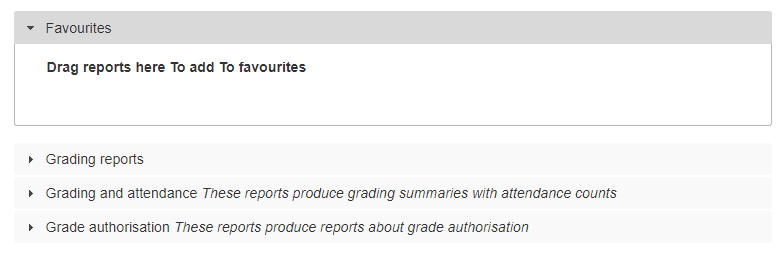 Favourites
Drag reports here To add To favourites
Grading reports
Grading and attendance These reports produce grading summaries with attendance counts
Grade authorisation These reports produce reports about grade authorisation